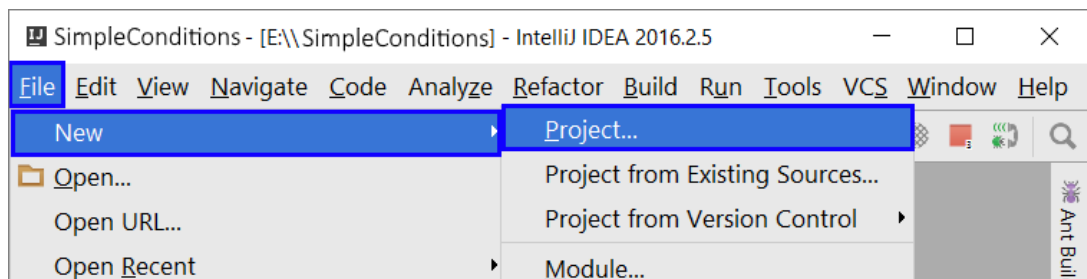 IJ SimpleConditions - [E:\\SimpleConditions] - IntelliJ IDEA 2016.2.5
File Edit View Navigate Code Analyze Refactor Build Run Tools VCS Window Help
New
Project...
Open...
Project from Existing Sources...
Open URL...
Project from Version Control
Open Recent
Module...
Ant Buil